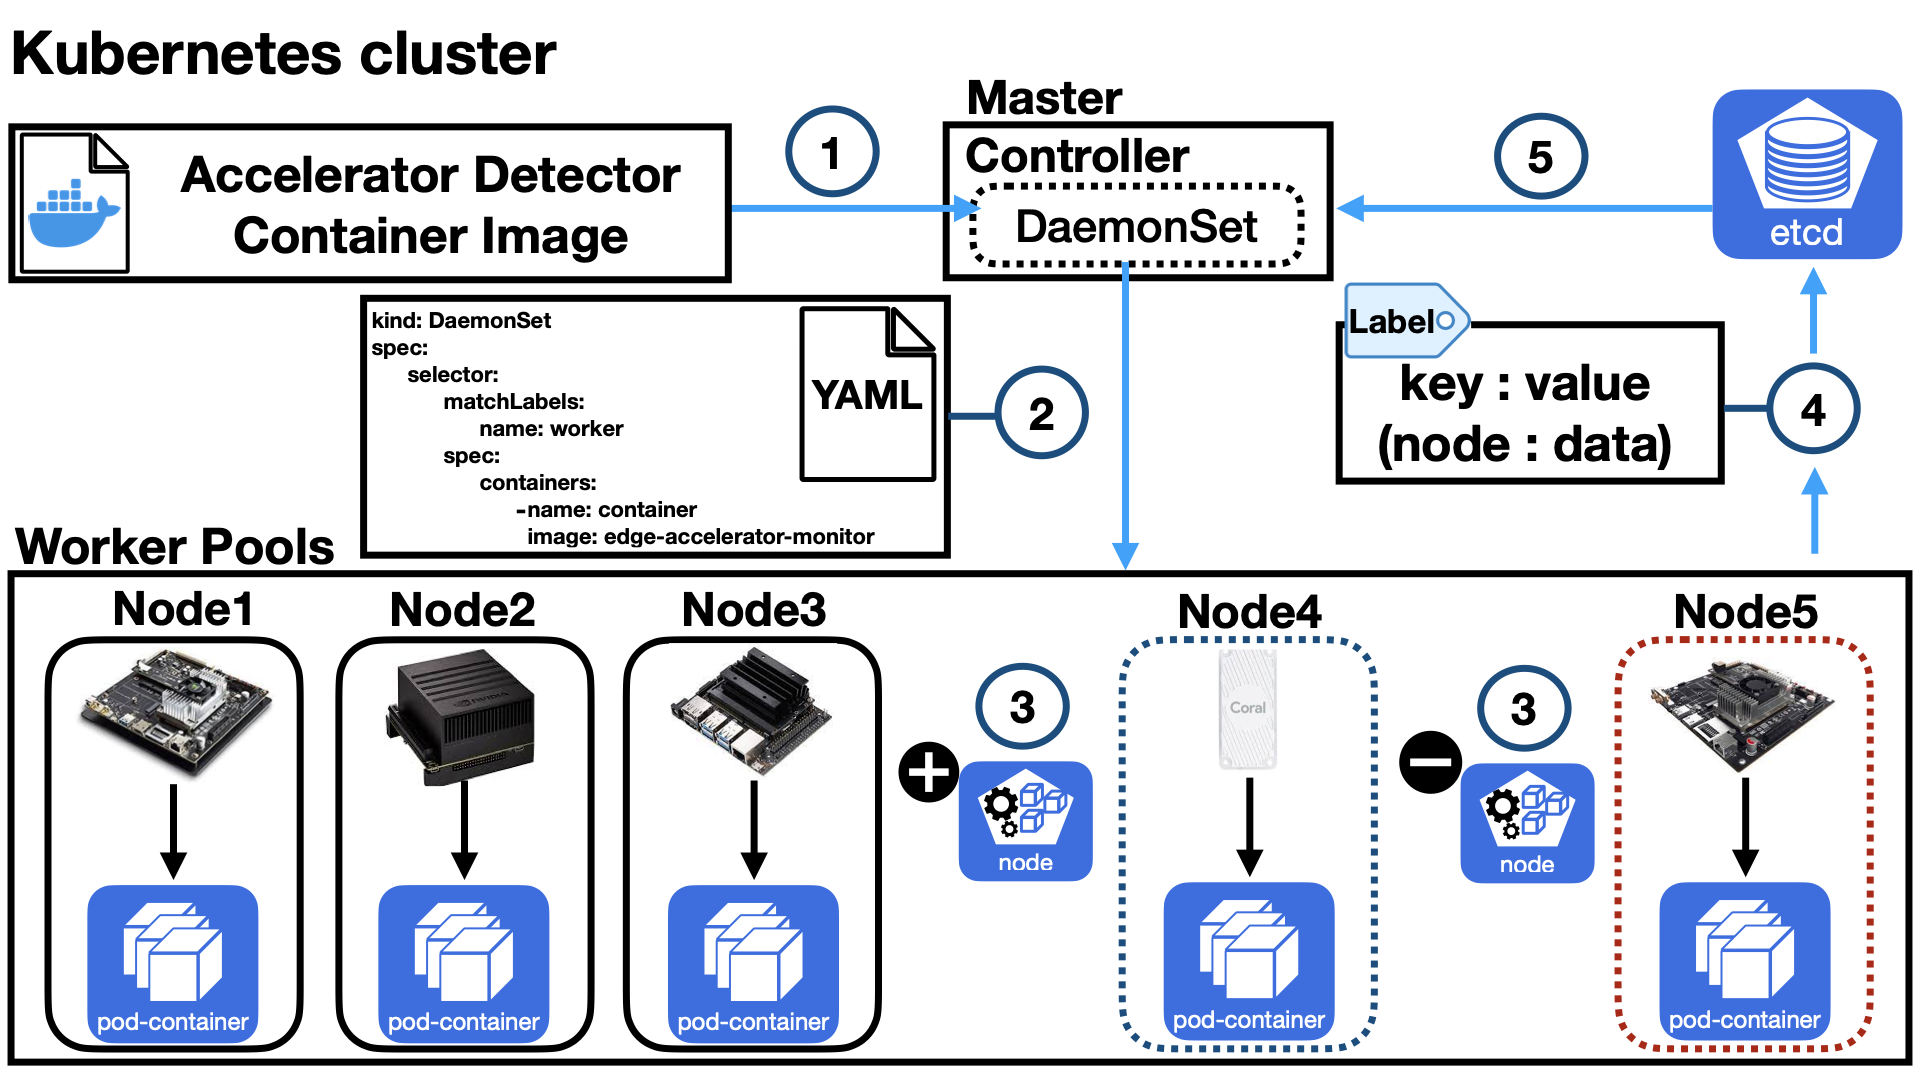 Kubernetes cluster
Accelerator Detector
Container Image
1
Master
Controller
DaemonSet
5
etcd
kind: DaemonSet
spec:
selector:
matchLabels:
name: worker
spec:
containers:
-name: container
image: edge-accelerator-monitor
YAML
2
Label
key : value
(node : data)
4
Worker Pools
Node1
pod-container
Node2
NVIDIA
pod-container
Node3
pod-container
3
node
Node4
Coral
pod-container
3
node
Node5
pod-container